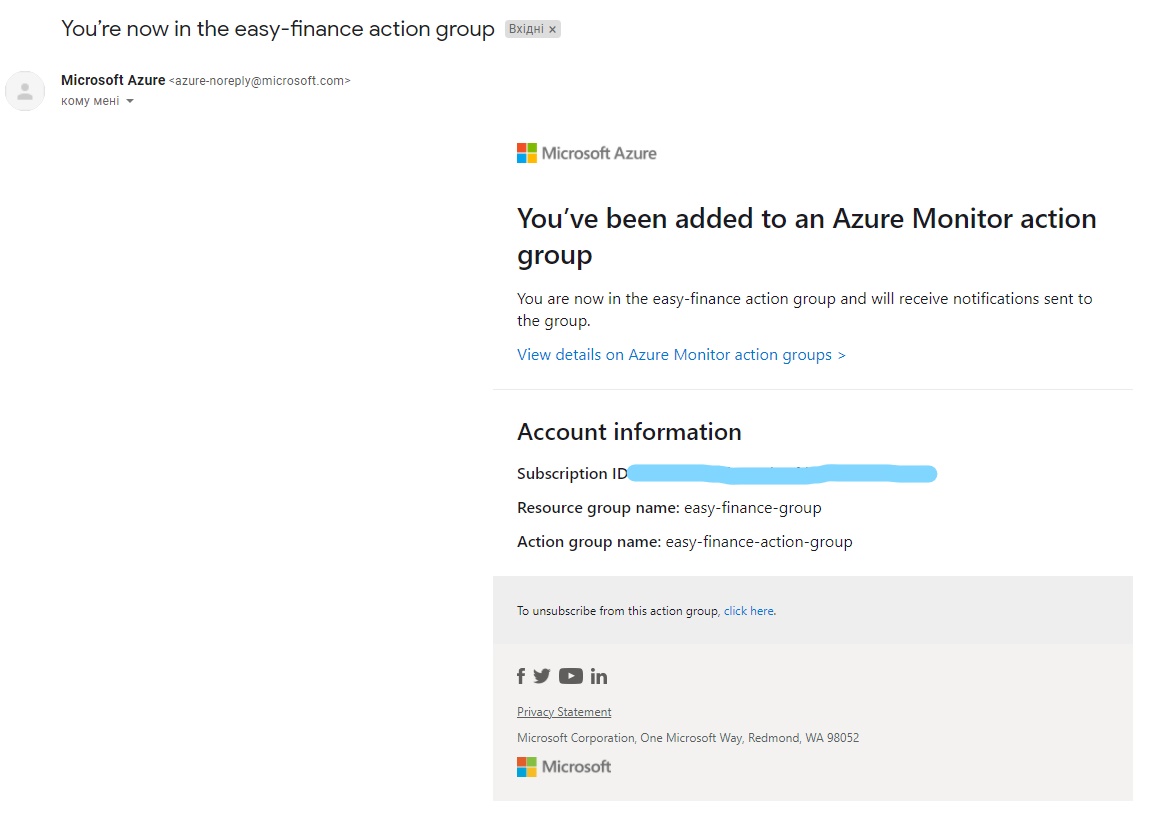 You’re now in the easy-finance action group Вхідні ×
Microsoft Azure <azure-noreply@microsoft.com>
кому мені
Microsoft Azure
You’ve been added to an Azure Monitor action
group
You are now in the easy-finance action group and will receive notifications sent to
the group.
View details on Azure Monitor action groups >
Account information
Subscription ID
Resource group name: easy-finance-group
Action group name: easy-finance-action-group
To unsubscribe from this action group, click here.
Privacy Statement
Microsoft Corporation, One Microsoft Way, Redmond, WA 98052
Microsoft